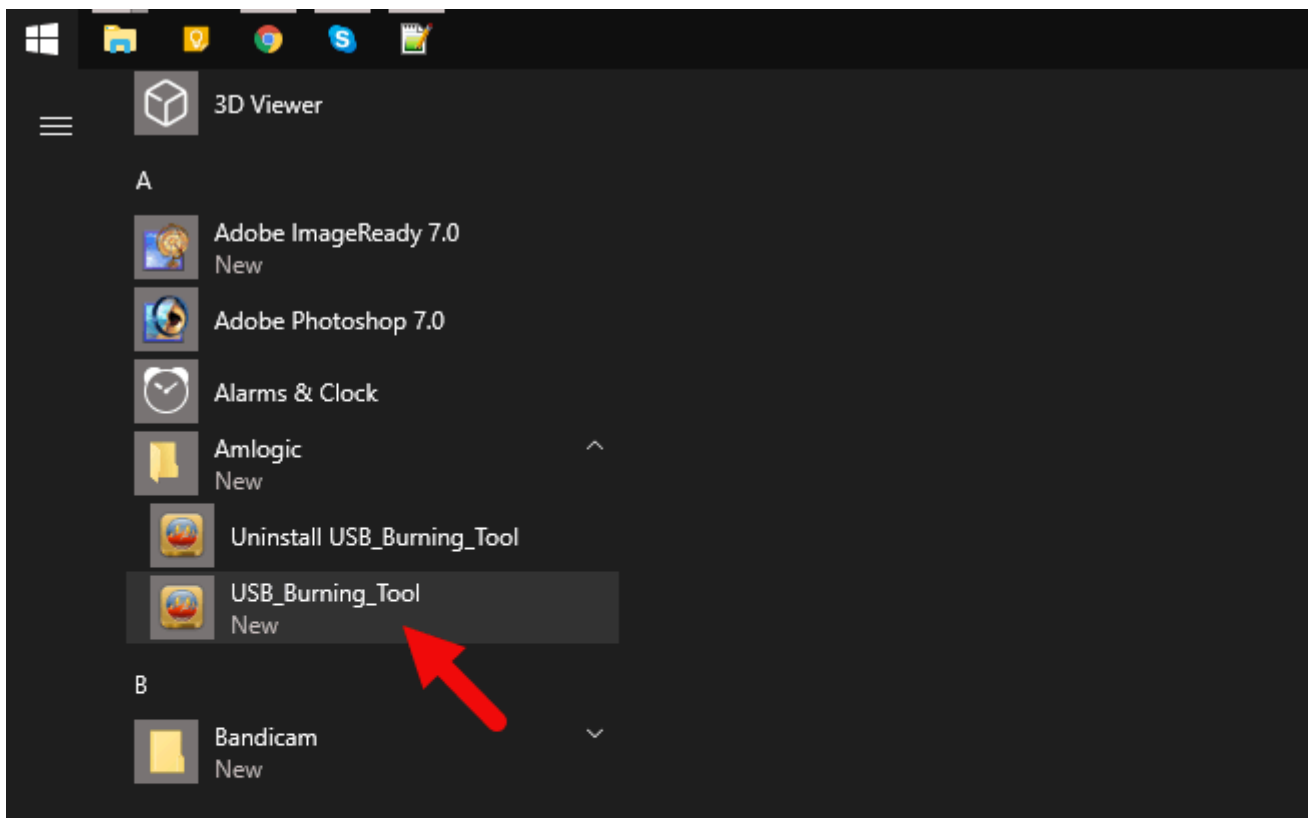 S
3D Viewer
A
Adobe ImageReady 7.0
New
Adobe Photoshop 7.0
Alarms & Clock
Amlogic
New
Uninstall USB_Burning_Tool
USB_Burning_Tool
New
B
Bandicam
New